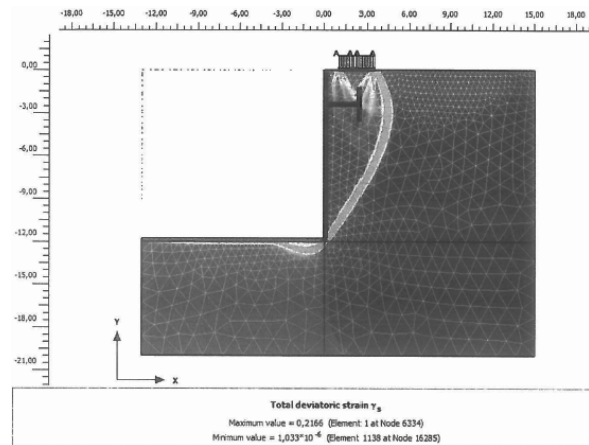 -18,00 -15,00 -12,00 -9,00 -6,00 -3,00 0,00 3,00 6,00 9,00 12,00 15,00 18,00
0,00
-3,00
-6,00
-9,00
-12,00
-15,00
-18,00
-21,00
A A A A
Y
X
Total deviatoric strain γs
Maximum value = 0,2166 (Element 1 at Node 6334)
Minimum value = 1,033*10⁻⁶ (Element 1138 at Node 16285)